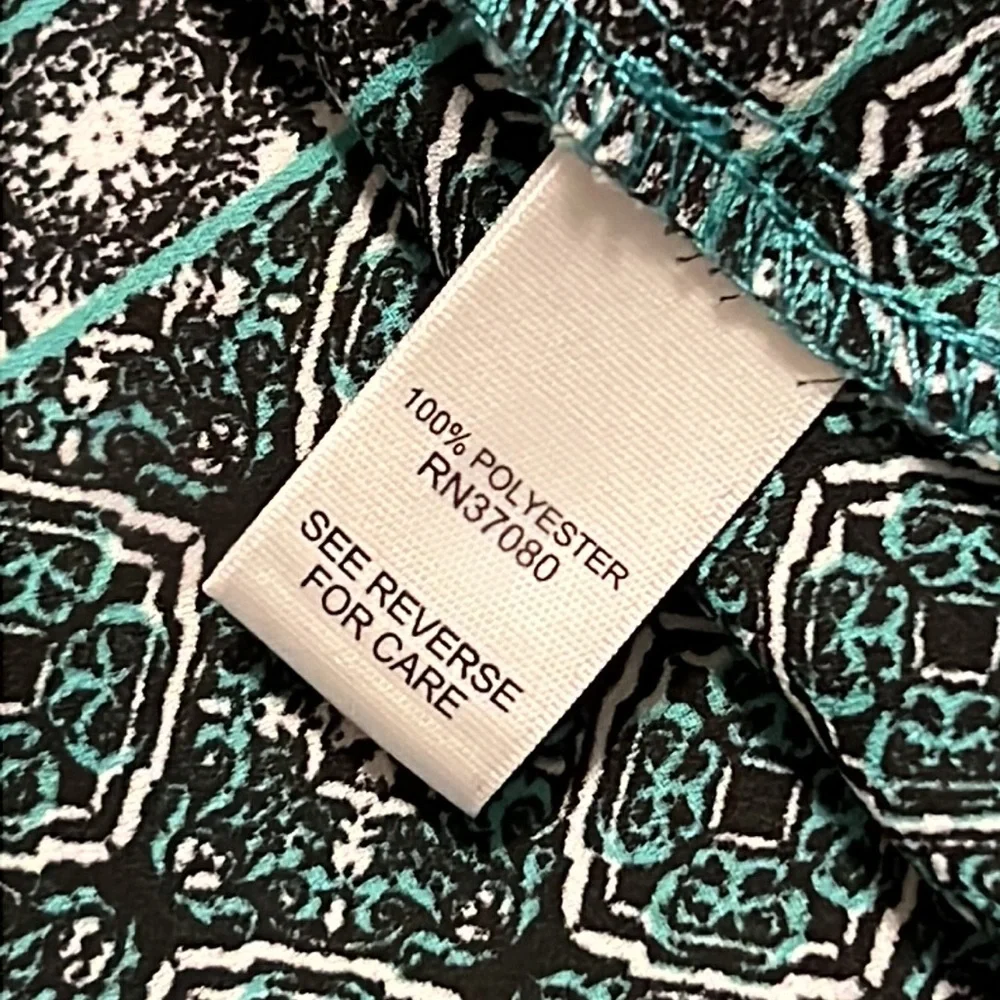 100% POLYESTER
RN37080
SEE REVERSE
FOR CARE